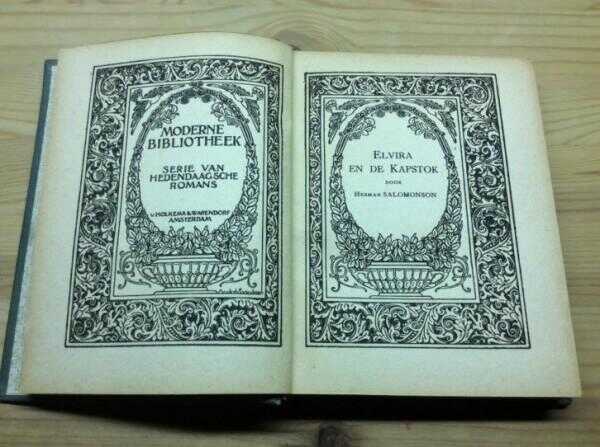 MODERNE
BIBLIOTHEEK
SERIE VAN
HEDENDAAGSCHE
ROMANS
v. HOLKEMA & WARENDORF
AMSTERDAM
ELVIRA
EN DE KAPSTOK
DOOR
HERMAN SALOMONSON